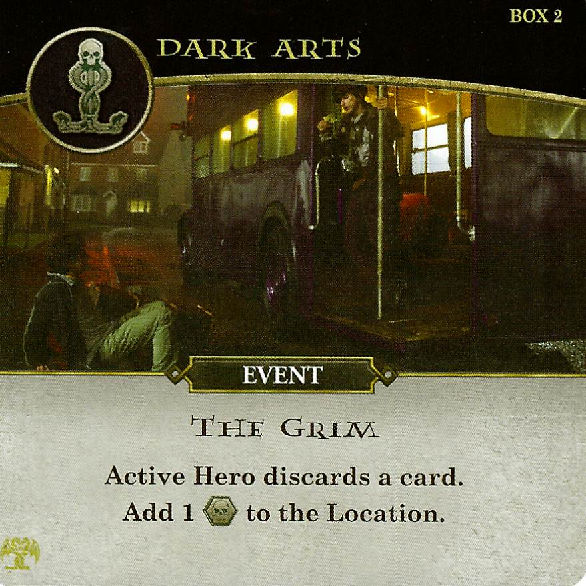 BOX 2
DARK ARTS
EVENT
THE GRIM
Active Hero discards a card.
Add 1 to the Location.